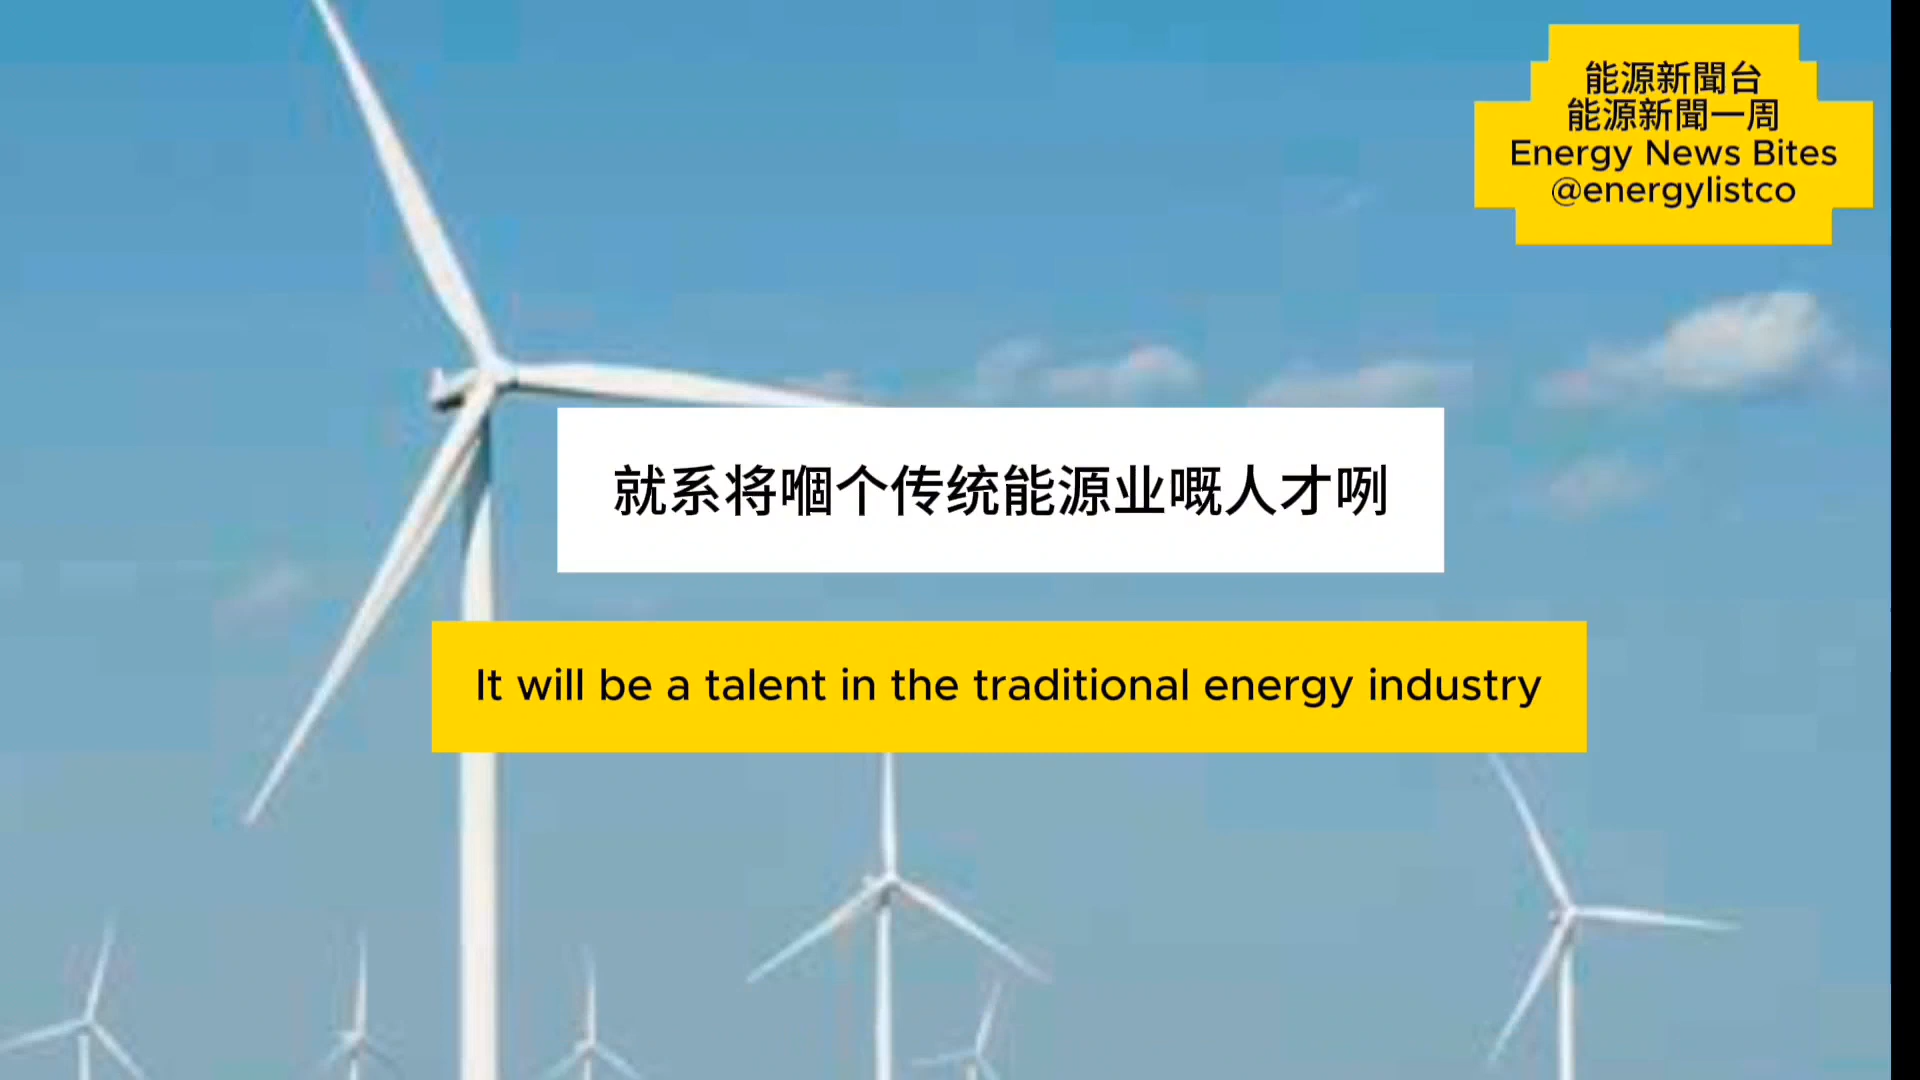 能源新聞台
能源新聞一周
Energy News Bites
@energylistco
就系将嗰个传统能源业嘅人才咧
It will be a talent in the traditional energy industry